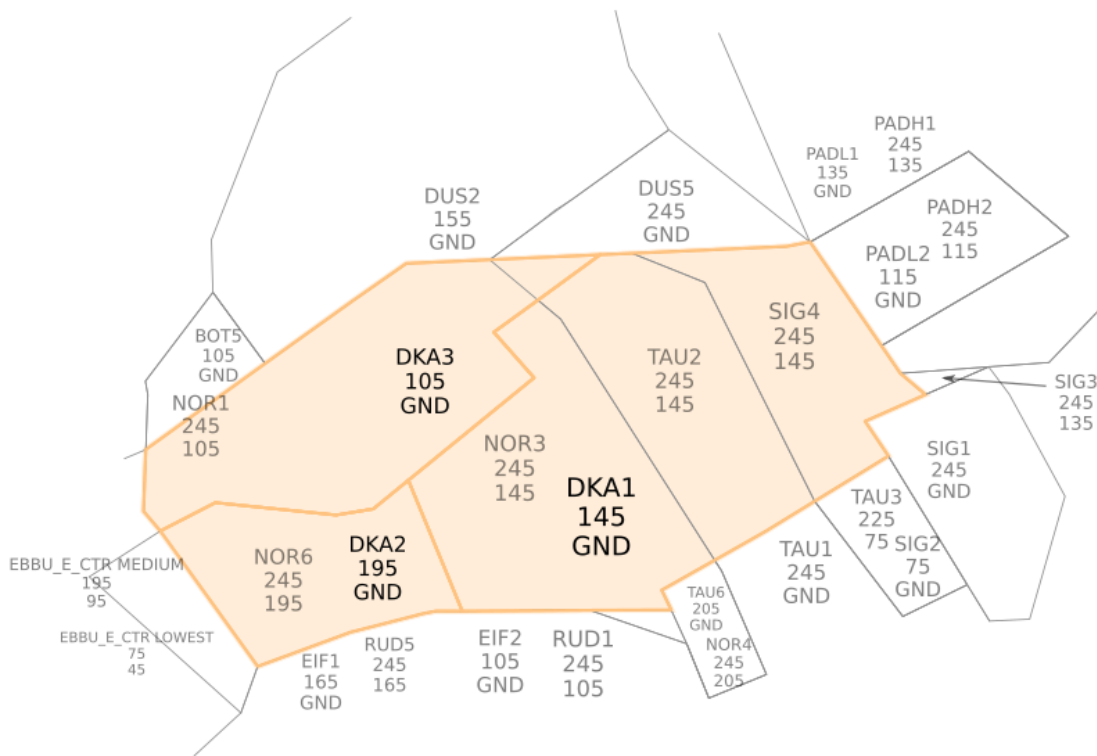 PADH1
245
135
PADL1
135
GND
DUS2
155
GND
DUS5
245
GND
PADH2
245
115
PADL2
115
GND
SIG4
245
145
BOT5
105
GND
DKA3
105
GND
TAU2
245
145
SIG3
245
135
NOR1
245
105
NOR3
245
145
SIG1
245
GND
DKA1
145
GND
TAU3
225
75
DKA2
195
GND
NOR6
245
195
SIG2
75
GND
TAU1
245
GND
EBBU_E_CTR MEDIUM
195
95
TAU6
205
GND
EBBU_E_CTR LOWEST
75
45
EIF2
105
GND
RUD1
245
105
RUD5
245
165
NOR4
245
205
EIF1
165
GND